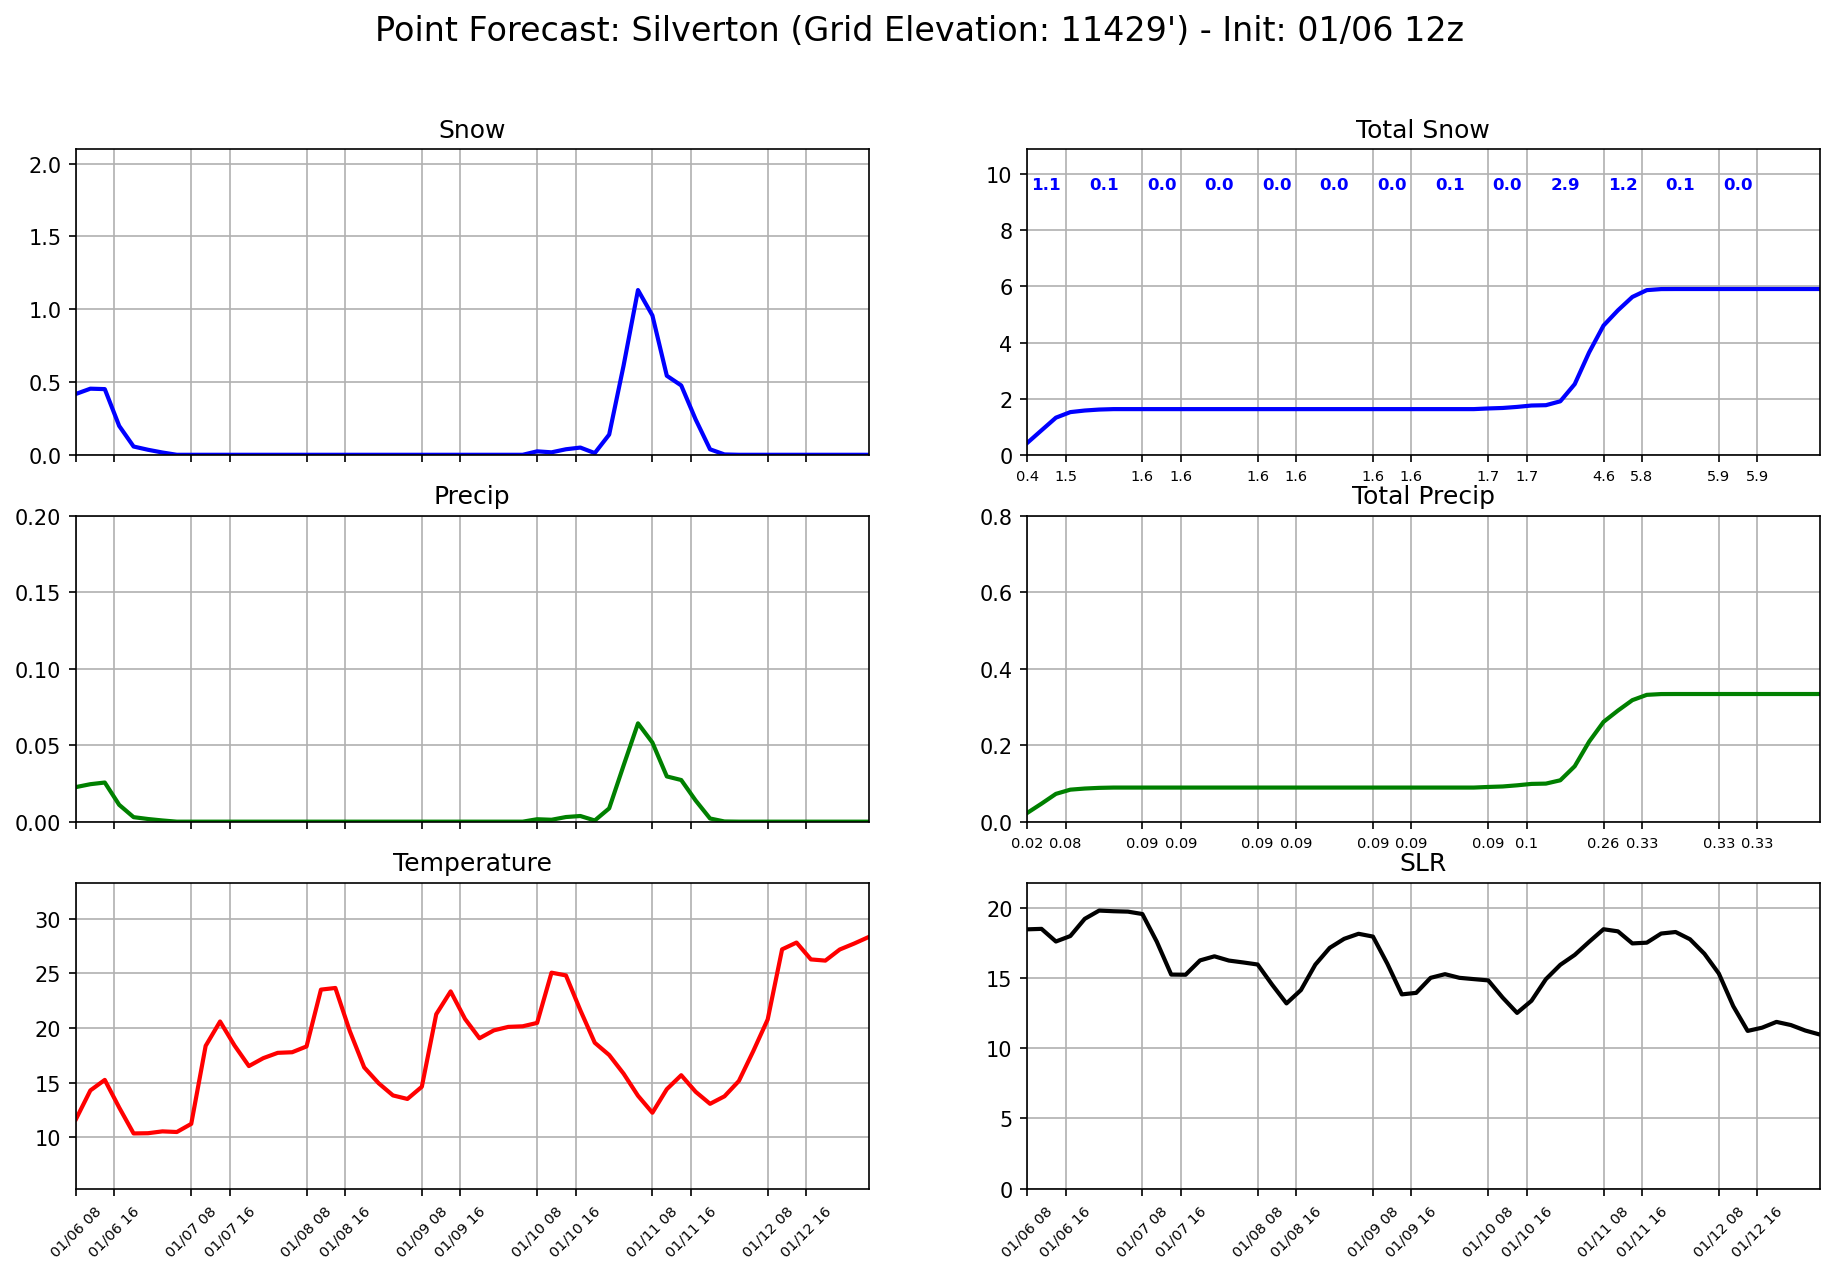 Point Forecast: Silverton (Grid Elevation: 11429') - Init: 01/06 12z
Snow
2.0
1.5
1.0
0.5
0.0
Total Snow
10
8
6
4
2
0
1.1 0.1 0.0 0.0 0.0 0.0 0.0 0.1 0.0 2.9 1.2 0.1 0.0
0.4 1.5 1.6 1.6 1.6 1.6 1.6 1.6 1.7 1.7 4.6 5.8 5.9 5.9
Precip
0.20
0.15
0.10
0.05
0.00
Total Precip
0.8
0.6
0.4
0.2
0.0
0.02 0.08 0.09 0.09 0.09 0.09 0.09 0.09 0.09 0.1 0.26 0.33 0.33 0.33
Temperature
30
25
20
15
10
01/06 08 01/06 16 01/07 08 01/07 16 01/08 08 01/08 16 01/09 08 01/09 16 01/10 08 01/10 16 01/11 08 01/11 16 01/12 08 01/12 16
SLR
20
15
10
5
0
01/06 08 01/06 16 01/07 08 01/07 16 01/08 08 01/08 16 01/09 08 01/09 16 01/10 08 01/10 16 01/11 08 01/11 16 01/12 08 01/12 16